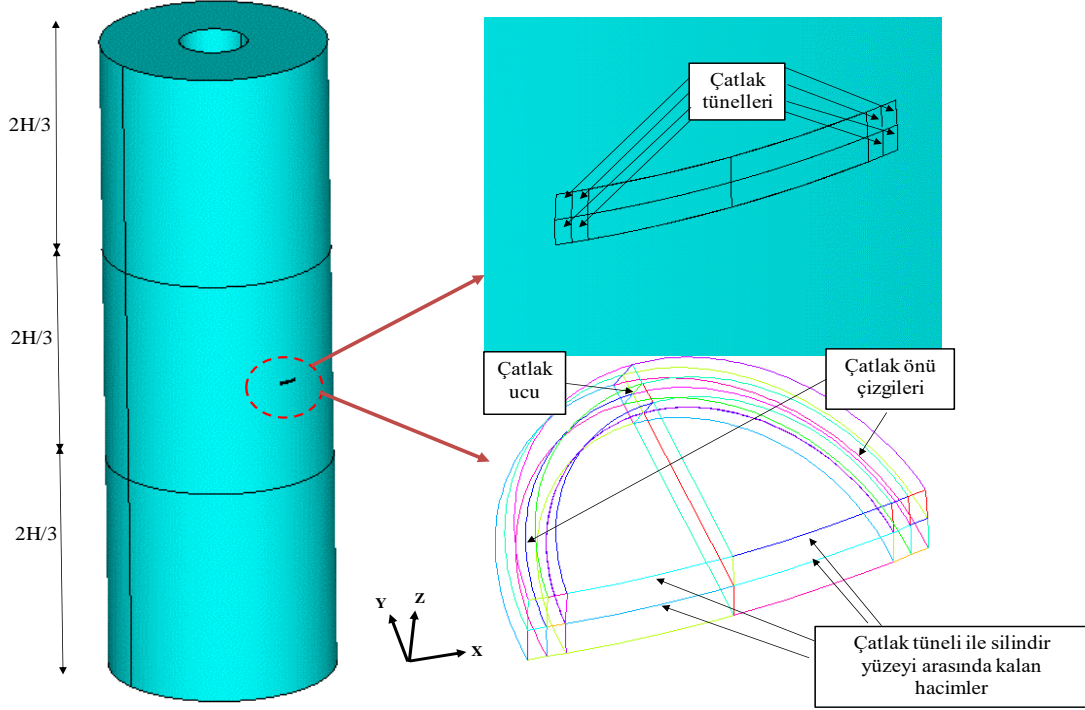 2H/3
2H/3
2H/3
Çatlak
tünelleri
Çatlak
ucu
Çatlak önü
çizgileri
Y
Z
X
Çatlak tüneli ile silindir
yüzeyi arasında kalan
hacimler